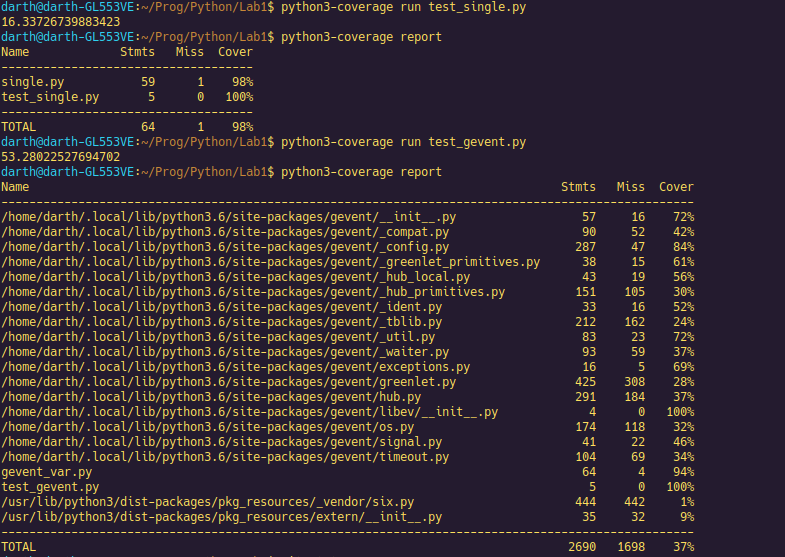 darth@darth-GL553VE:~/Prog/Python/Lab1$ python3-coverage run test_single.py
16.33726739883423
darth@darth-GL553VE:~/Prog/Python/Lab1$ python3-coverage report
Name             Stmts   Miss  Cover
------------------------------------
single.py           59      1    98%
test_single.py       5      0   100%
------------------------------------
TOTAL               64      1    98%
darth@darth-GL553VE:~/Prog/Python/Lab1$ python3-coverage run test_gevent.py
53.28022527694702
darth@darth-GL553VE:~/Prog/Python/Lab1$ python3-coverage report
Name                                                                            Stmts   Miss  Cover
---------------------------------------------------------------------------------------------------
/home/darth/.local/lib/python3.6/site-packages/gevent/__init__.py                  57     16    72%
/home/darth/.local/lib/python3.6/site-packages/gevent/_compat.py                   90     52    42%
/home/darth/.local/lib/python3.6/site-packages/gevent/_config.py                  287     47    84%
/home/darth/.local/lib/python3.6/site-packages/gevent/_greenlet_primitives.py      38     15    61%
/home/darth/.local/lib/python3.6/site-packages/gevent/_hub_local.py                43     19    56%
/home/darth/.local/lib/python3.6/site-packages/gevent/_hub_primitives.py          151    105    30%
/home/darth/.local/lib/python3.6/site-packages/gevent/_ident.py                    33     16    52%
/home/darth/.local/lib/python3.6/site-packages/gevent/_tblib.py                   212    162    24%
/home/darth/.local/lib/python3.6/site-packages/gevent/_util.py                     83     23    72%
/home/darth/.local/lib/python3.6/site-packages/gevent/_waiter.py                   93     59    37%
/home/darth/.local/lib/python3.6/site-packages/gevent/exceptions.py                16      5    69%
/home/darth/.local/lib/python3.6/site-packages/gevent/greenlet.py                 425    308    28%
/home/darth/.local/lib/python3.6/site-packages/gevent/hub.py                      291    184    37%
/home/darth/.local/lib/python3.6/site-packages/gevent/libev/__init__.py             4      0   100%
/home/darth/.local/lib/python3.6/site-packages/gevent/os.py                       174    118    32%
/home/darth/.local/lib/python3.6/site-packages/gevent/signal.py                    41     22    46%
/home/darth/.local/lib/python3.6/site-packages/gevent/timeout.py                  104     69    34%
gevent_var.py                                                                      64      4    94%
test_gevent.py                                                                      5      0   100%
/usr/lib/python3/dist-packages/pkg_resources/_vendor/six.py                       444    442     1%
/usr/lib/python3/dist-packages/pkg_resources/extern/__init__.py                    35     32     9%
---------------------------------------------------------------------------------------------------
TOTAL                                                                            2690   1698    37%